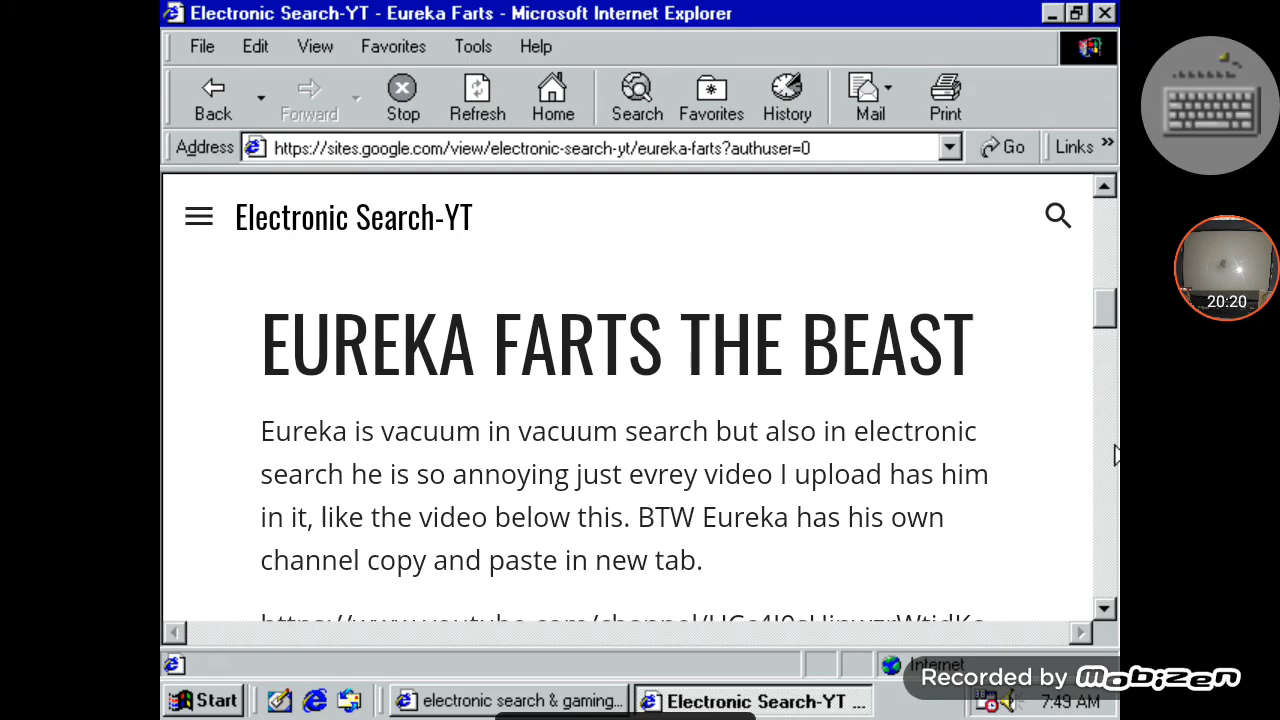 Electronic Search-YT - Eureka Farts - Microsoft Internet Explorer
File Edit View Favorites Tools Help
Back Forward Stop Refresh Home Search Favorites History Mail Print
Address https://sites.google.com/view/electronic-search-yt/eureka-farts?authuser=0 Go Links »
Electronic Search-YT
20:20
EUREKA FARTS THE BEAST
Eureka is vacuum in vacuum search but also in electronic
search he is so annoying just evrey video I upload has him
in it, like the video below this. BTW Eureka has his own
channel copy and paste in new tab.
Internet
Recorded by mobizen
Start electronic search & gaming... Electronic Search-YT ... 7:49 AM